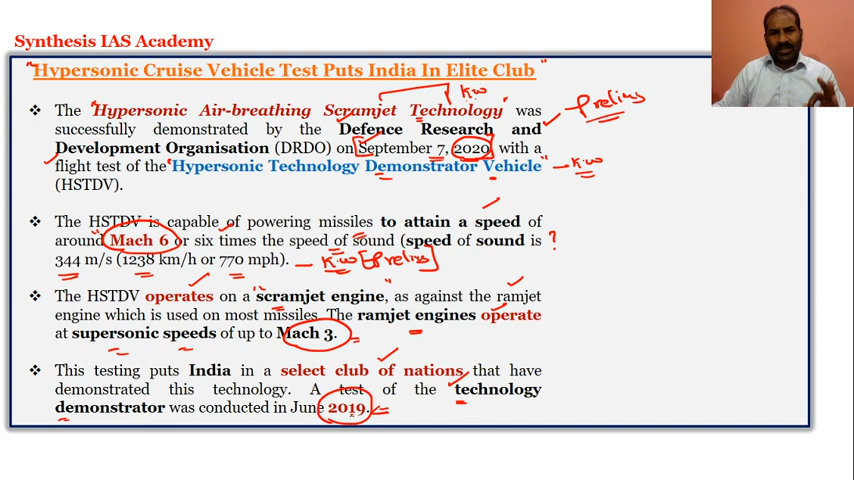 Synthesis IAS Academy
"Hypersonic Cruise Vehicle Test Puts India In Elite Club"
K.w
❖ The "Hypersonic Air-breathing Scramjet Technology" was
Prelims
successfully demonstrated by the Defence Research and
Development Organisation (DRDO) on September 7, 2020 with a
flight test of the "Hypersonic Technology Demonstrator Vehicle" – K.w
(HSTDV).
❖ The HSTDV is capable of powering missiles to attain a speed of
around "Mach 6 or six times the speed of sound (speed of sound is ?
344 m/s (1238 km/h or 770 mph). – K.w [Prelims]
❖ The HSTDV operates on a "scramjet engine," as against the ramjet
engine which is used on most missiles. The ramjet engines operate
at supersonic speeds of up to Mach 3.
❖ This testing puts India in a select club of nations that have
demonstrated this technology. A test of the technology
demonstrator was conducted in June 2019.